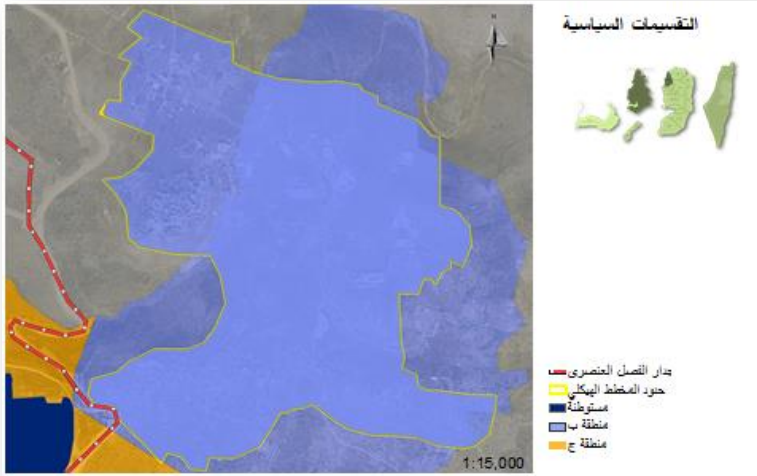 التقسيمات السياسية
جدار الفصل العنصري
حدود المخطط الهيكلي
مستوطنة
منطقة ب
منطقة ج
1:15,000